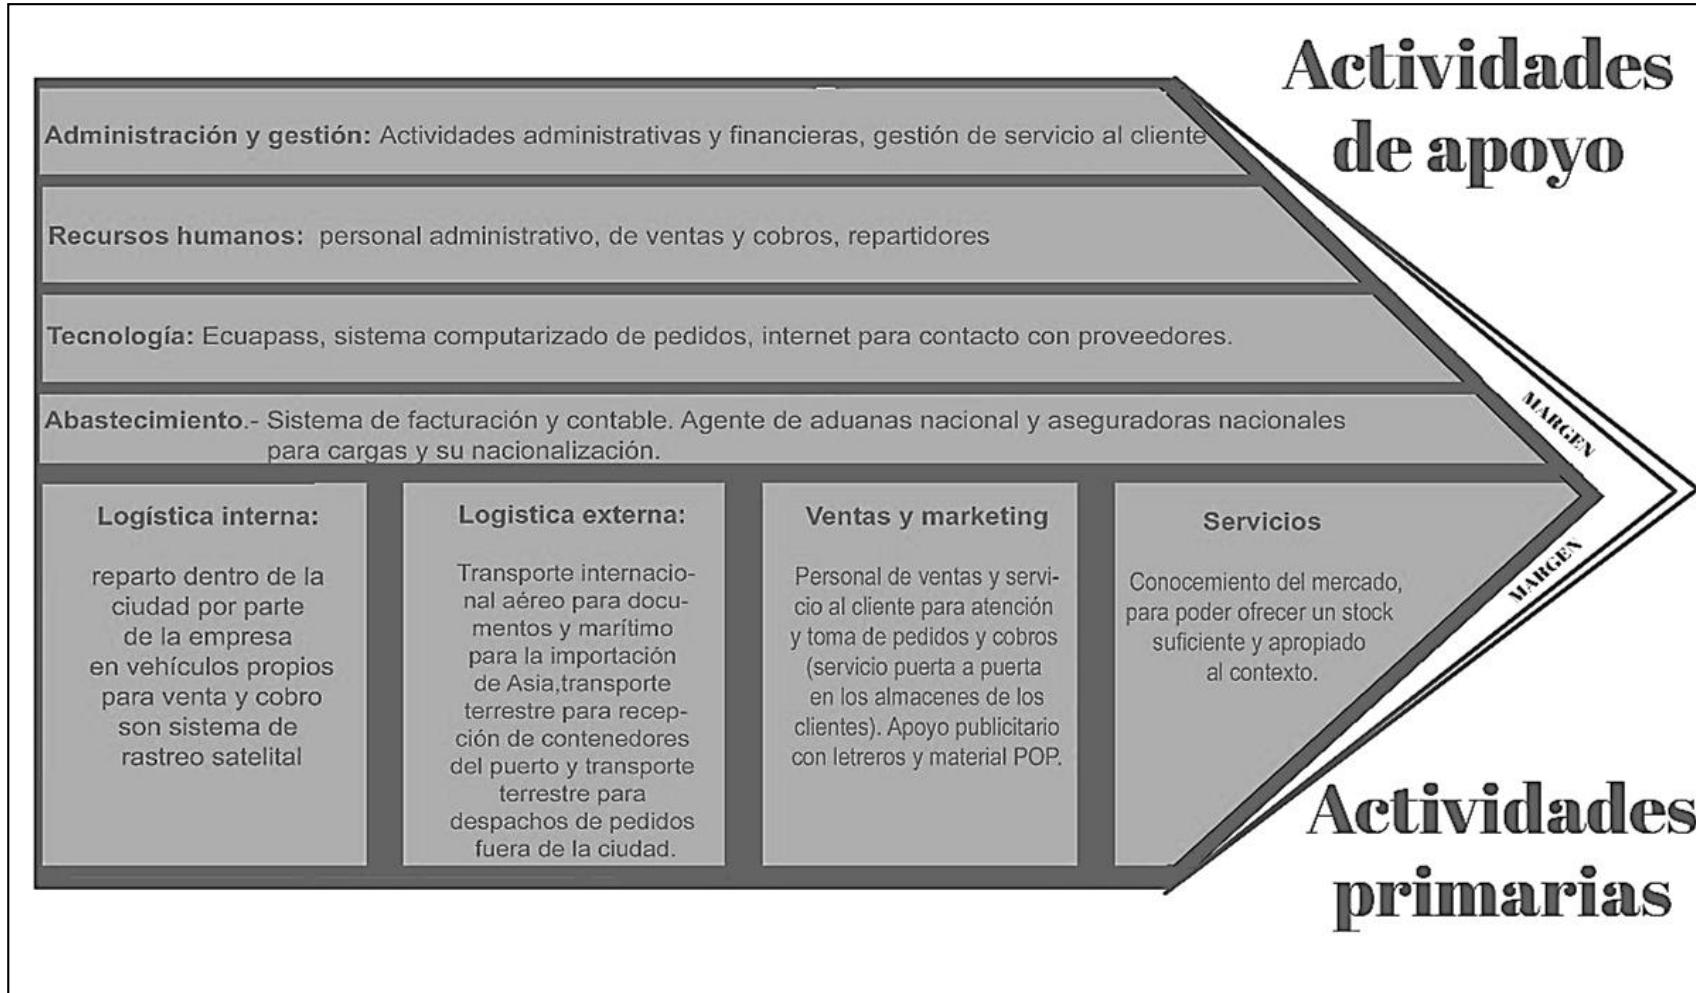 Actividades
de apoyo
Administración y gestión: Actividades administrativas y financieras, gestión de servicio al cliente
Recursos humanos: personal administrativo, de ventas y cobros, repartidores
Tecnología: Ecuapass, sistema computarizado de pedidos, internet para contacto con proveedores.
Abastecimiento.- Sistema de facturación y contable. Agente de aduanas nacional y aseguradoras nacionales
para cargas y su nacionalización.
MARGEN
Logística interna:
reparto dentro de la
ciudad por parte
de la empresa
en vehículos propios
para venta y cobro
son sistema de
rastreo satelital
Logistica externa:
Transporte internacio-
nal aéreo para docu-
mentos y marítimo
para la importación
de Asia,transporte
terrestre para recep-
ción de contenedores
del puerto y transporte
terrestre para
despachos de pedidos
fuera de la ciudad.
Ventas y marketing
Personal de ventas y servi-
cio al cliente para atención
y toma de pedidos y cobros
(servicio puerta a puerta
en los almacenes de los
clientes). Apoyo publicitario
con letreros y material POP.
Servicios
Conocemiento del mercado,
para poder ofrecer un stock
suficiente y apropiado
al contexto.
MARGEN
Actividades
primarias